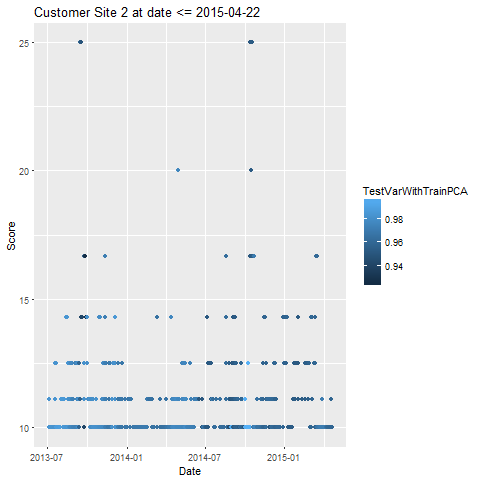 Customer Site 2 at date <= 2015-04-22
25
20
15
10
Score
2013-07
2014-01
2014-07
2015-01
Date
TestVarWithTrainPCA
0.98
0.96
0.94